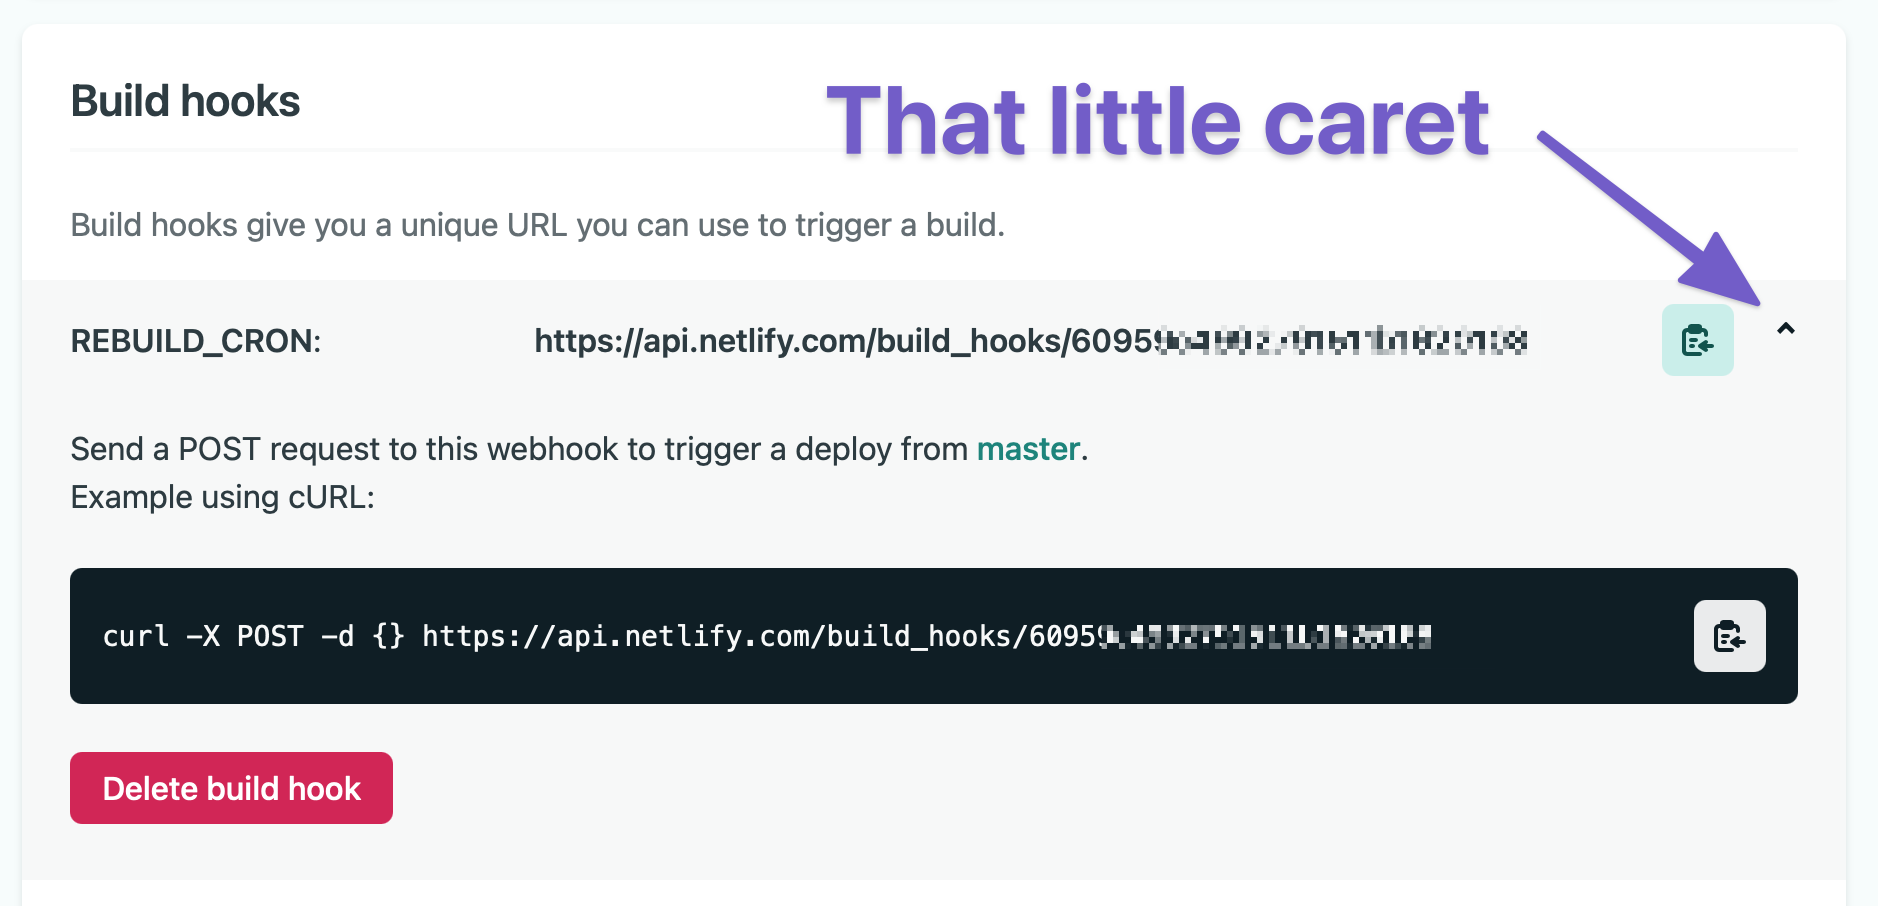 Build hooks
That little caret
Build hooks give you a unique URL you can use to trigger a build.
REBUILD_CRON:
https://api.netlify.com/build_hooks/6095
Send a POST request to this webhook to trigger a deploy from master.
Example using cURL:
curl -X POST -d {} https://api.netlify.com/build_hooks/6095
Delete build hook